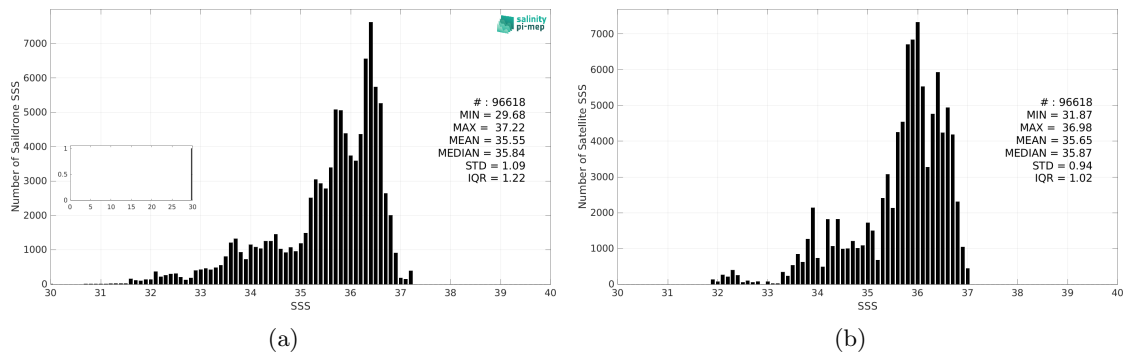 salinity
pi-mep
7000
6000
5000
4000
3000
2000
1000
0
Number of Saildrone SSS
# : 96618
MIN = 29.68
MAX = 37.22
MEAN = 35.55
MEDIAN = 35.84
STD = 1.09
IQR = 1.22
1
0.5
0
0 5 10 15 20 25 30
30 31 32 33 34 35 36 37 38 39 40
SSS
(a)
7000
6000
5000
4000
3000
2000
1000
0
Number of Satellite SSS
# : 96618
MIN = 31.87
MAX = 36.98
MEAN = 35.65
MEDIAN = 35.87
STD = 0.94
IQR = 1.02
30 31 32 33 34 35 36 37 38 39 40
SSS
(b)